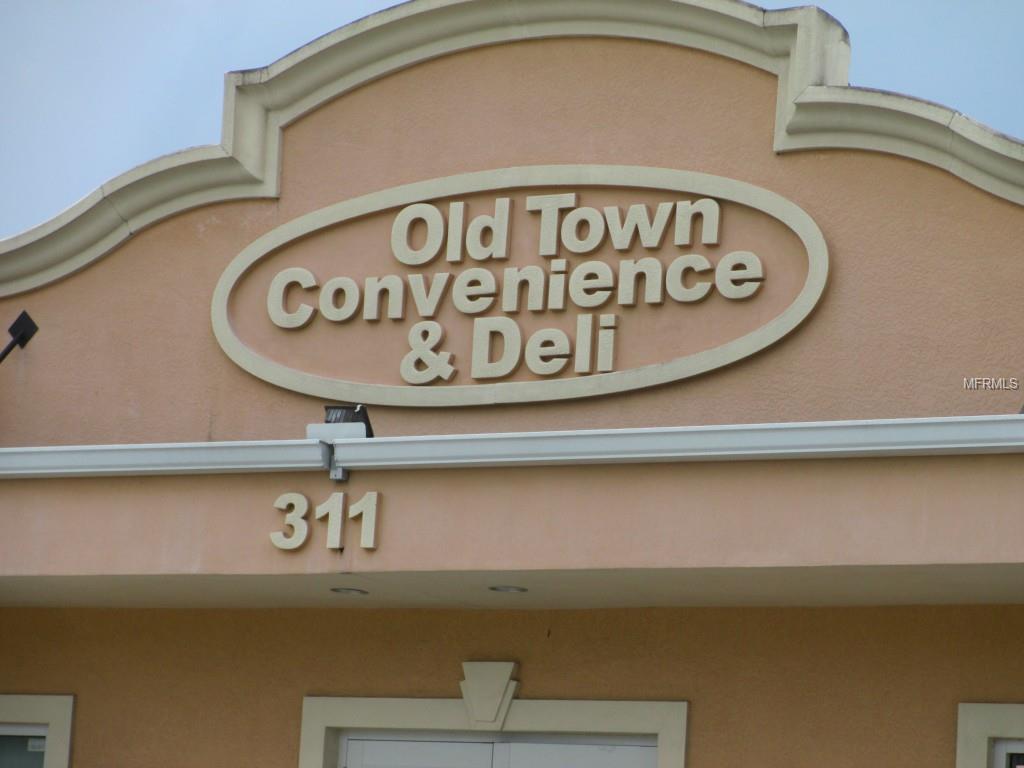 Old Town
Convenience
& Deli
MFRMLS
311